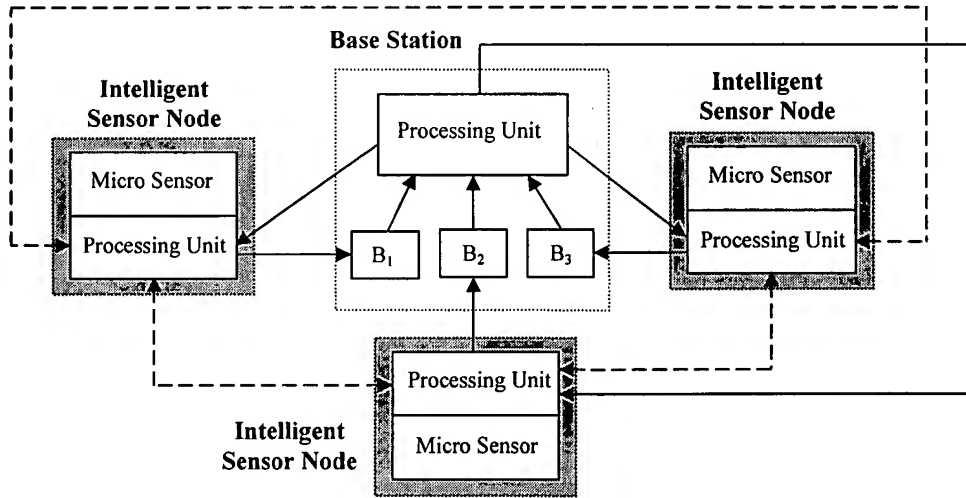 Base Station
Intelligent
Sensor Node
Micro Sensor
Processing Unit
Processing Unit
B₁
B₂
B₃
Intelligent
Sensor Node
Micro Sensor
Processing Unit
Processing Unit
Micro Sensor
Intelligent
Sensor Node